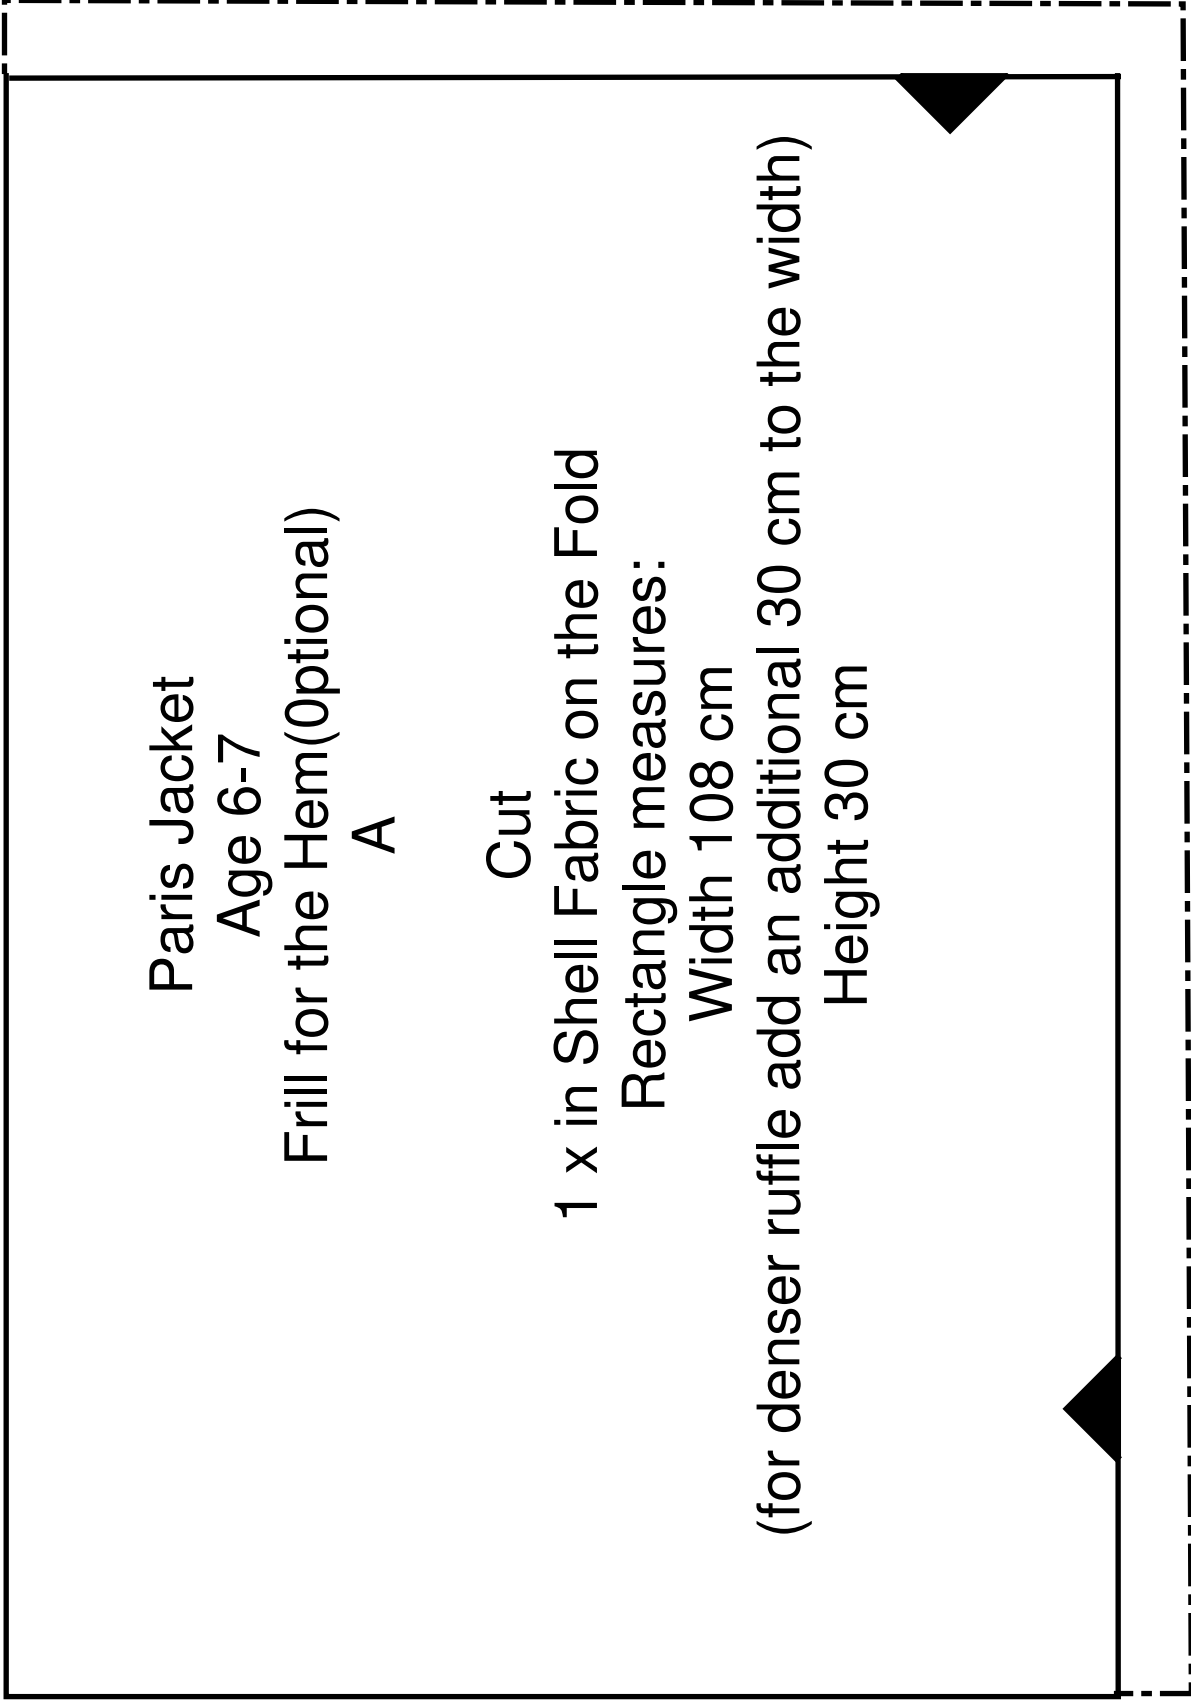 Paris Jacket
Age 6-7
Frill for the Hem(0ptional)
A
Cut
1 x in Shell Fabric on the Fold
Rectangle measures:
Width 108 cm
(for denser ruffle add an additional 30 cm to the width)
Height 30 cm